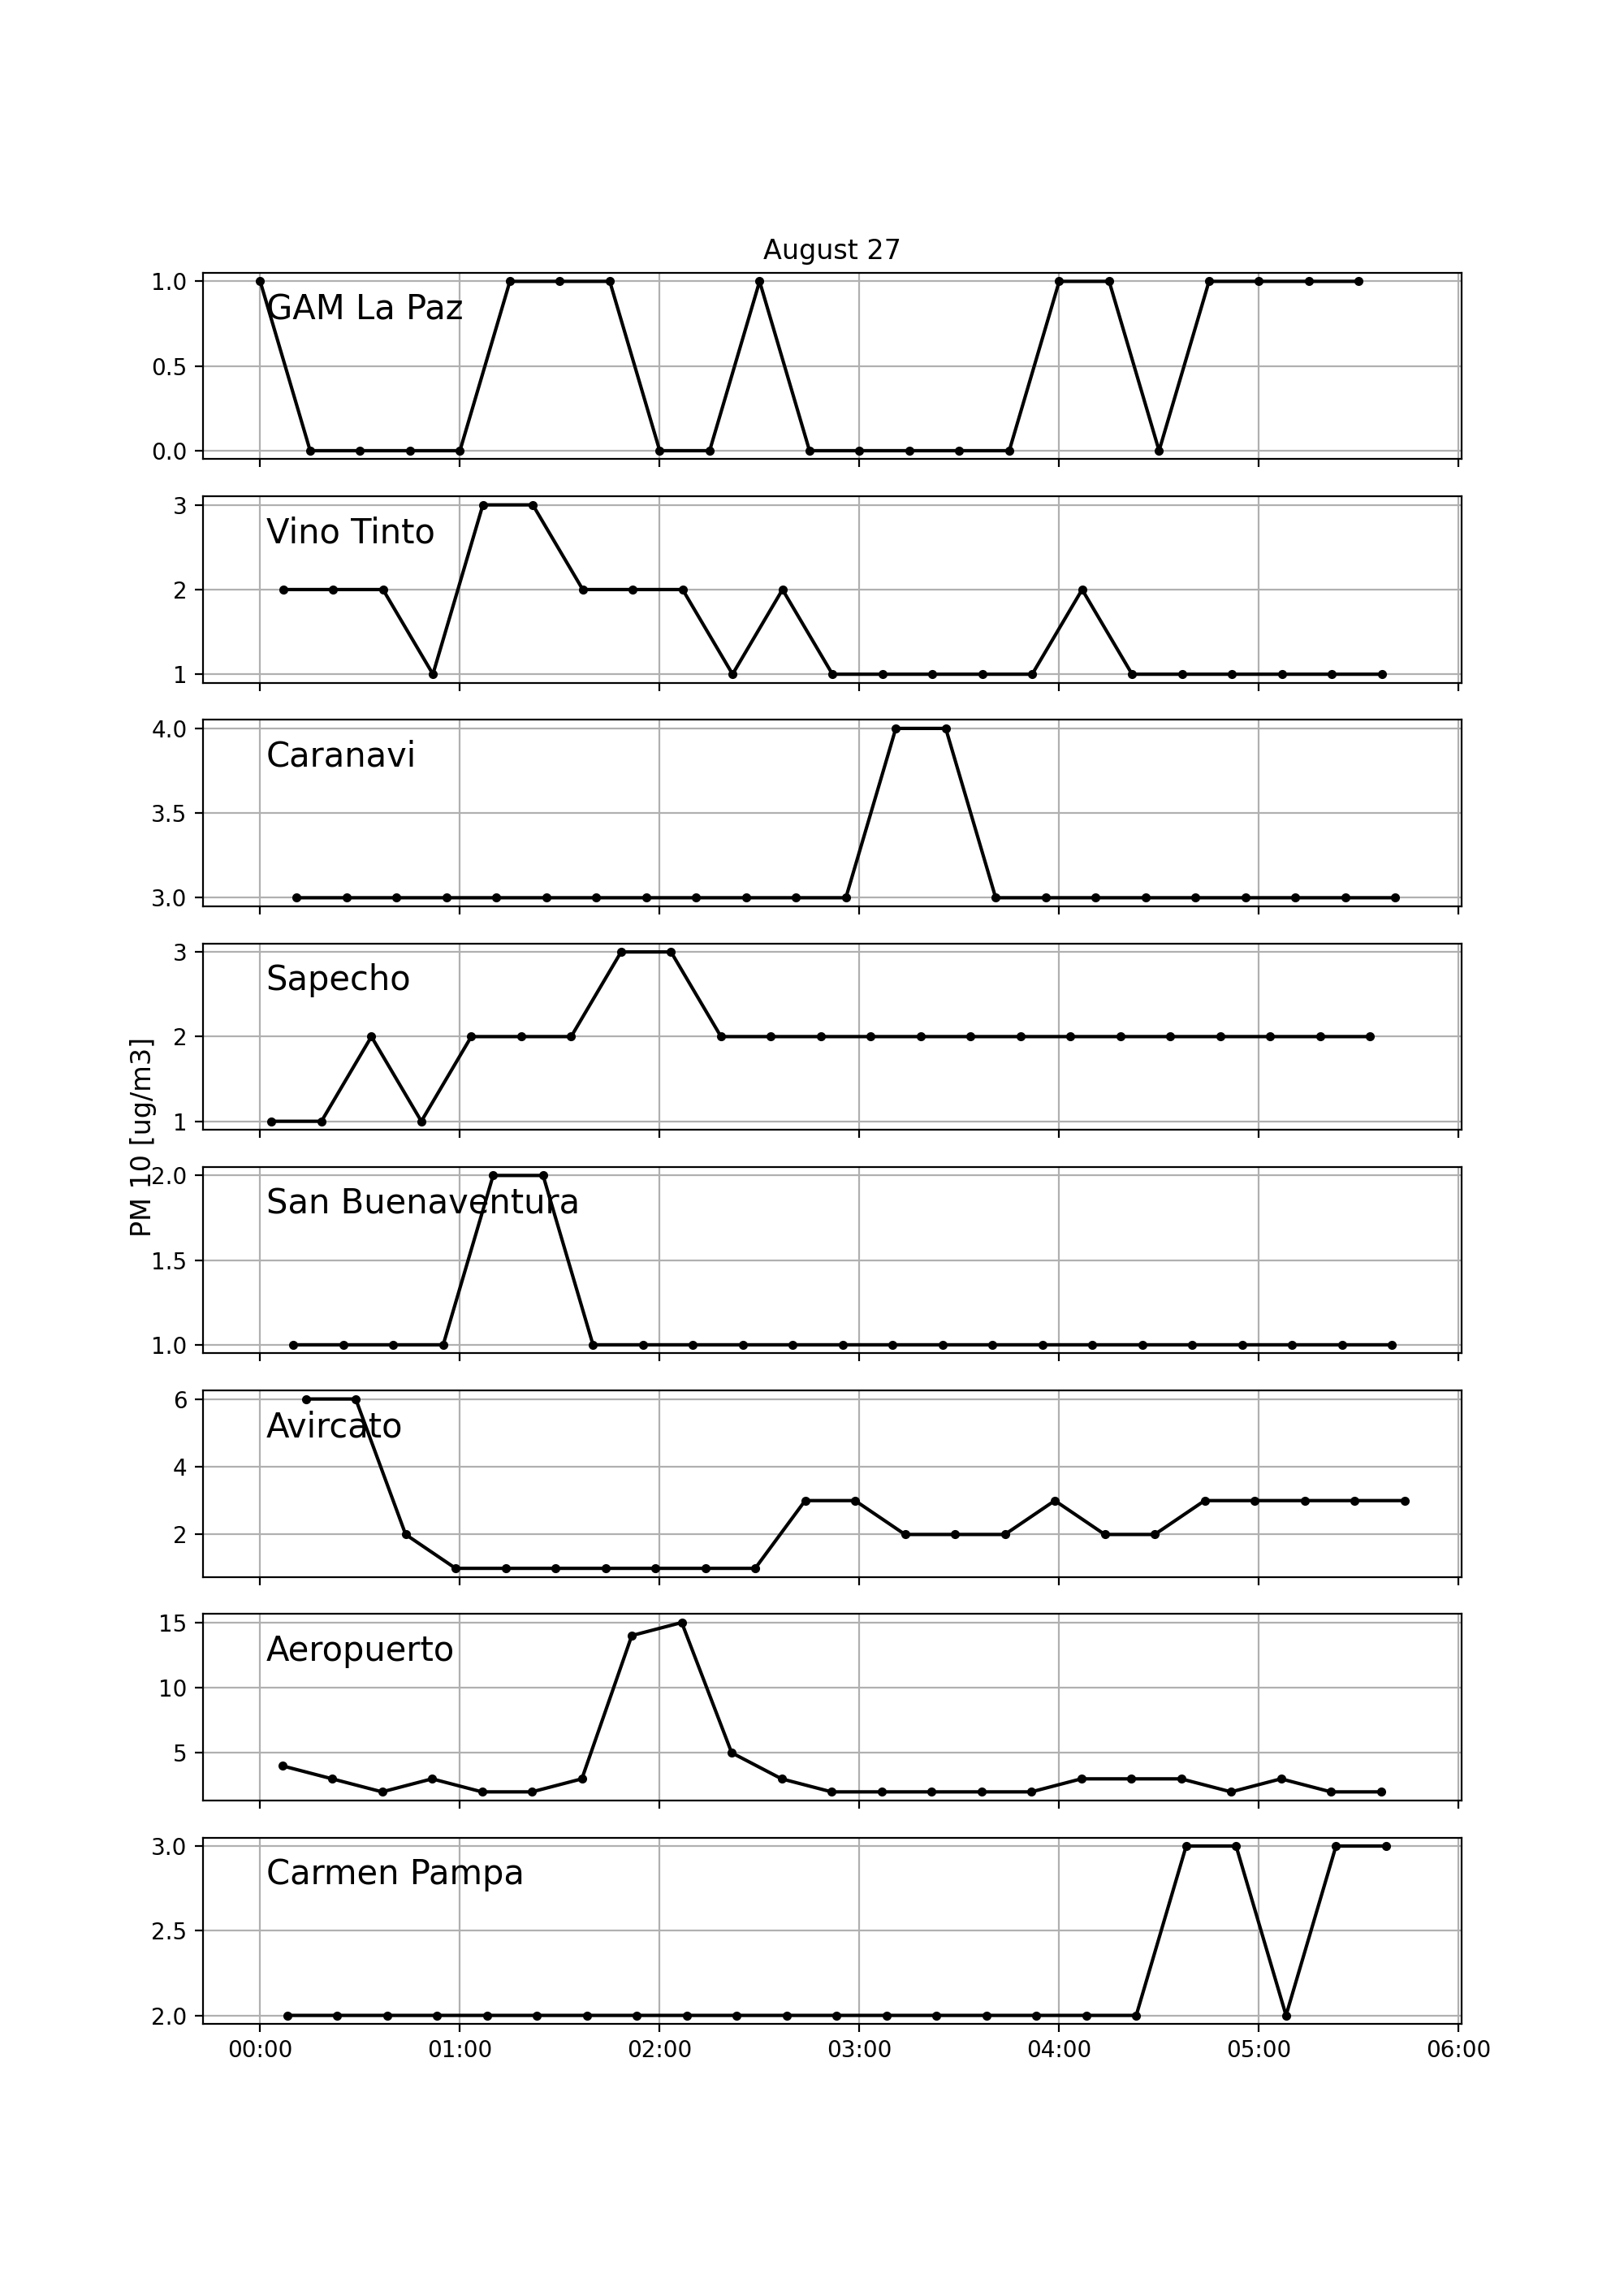 August 27
1.0
GAM La Paz
0.5
0.0
3
Vino Tinto
2
1
4.0
Caranavi
3.5
3.0
3
Sapecho
2
1
PM 10 [ug/m3]
2.0
San Buenaventura
1.5
1.0
6
Avircato
4
2
15
Aeropuerto
10
5
3.0
Carmen Pampa
2.5
2.0
00:00 01:00 02:00 03:00 04:00 05:00 06:00